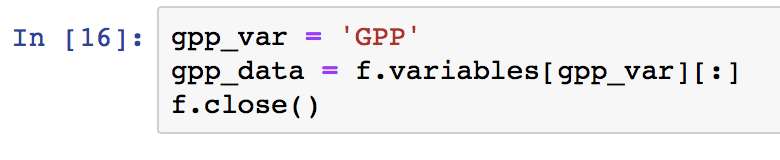 In [16]: gpp_var = 'GPP'
gpp_data = f.variables[gpp_var][:]
f.close()